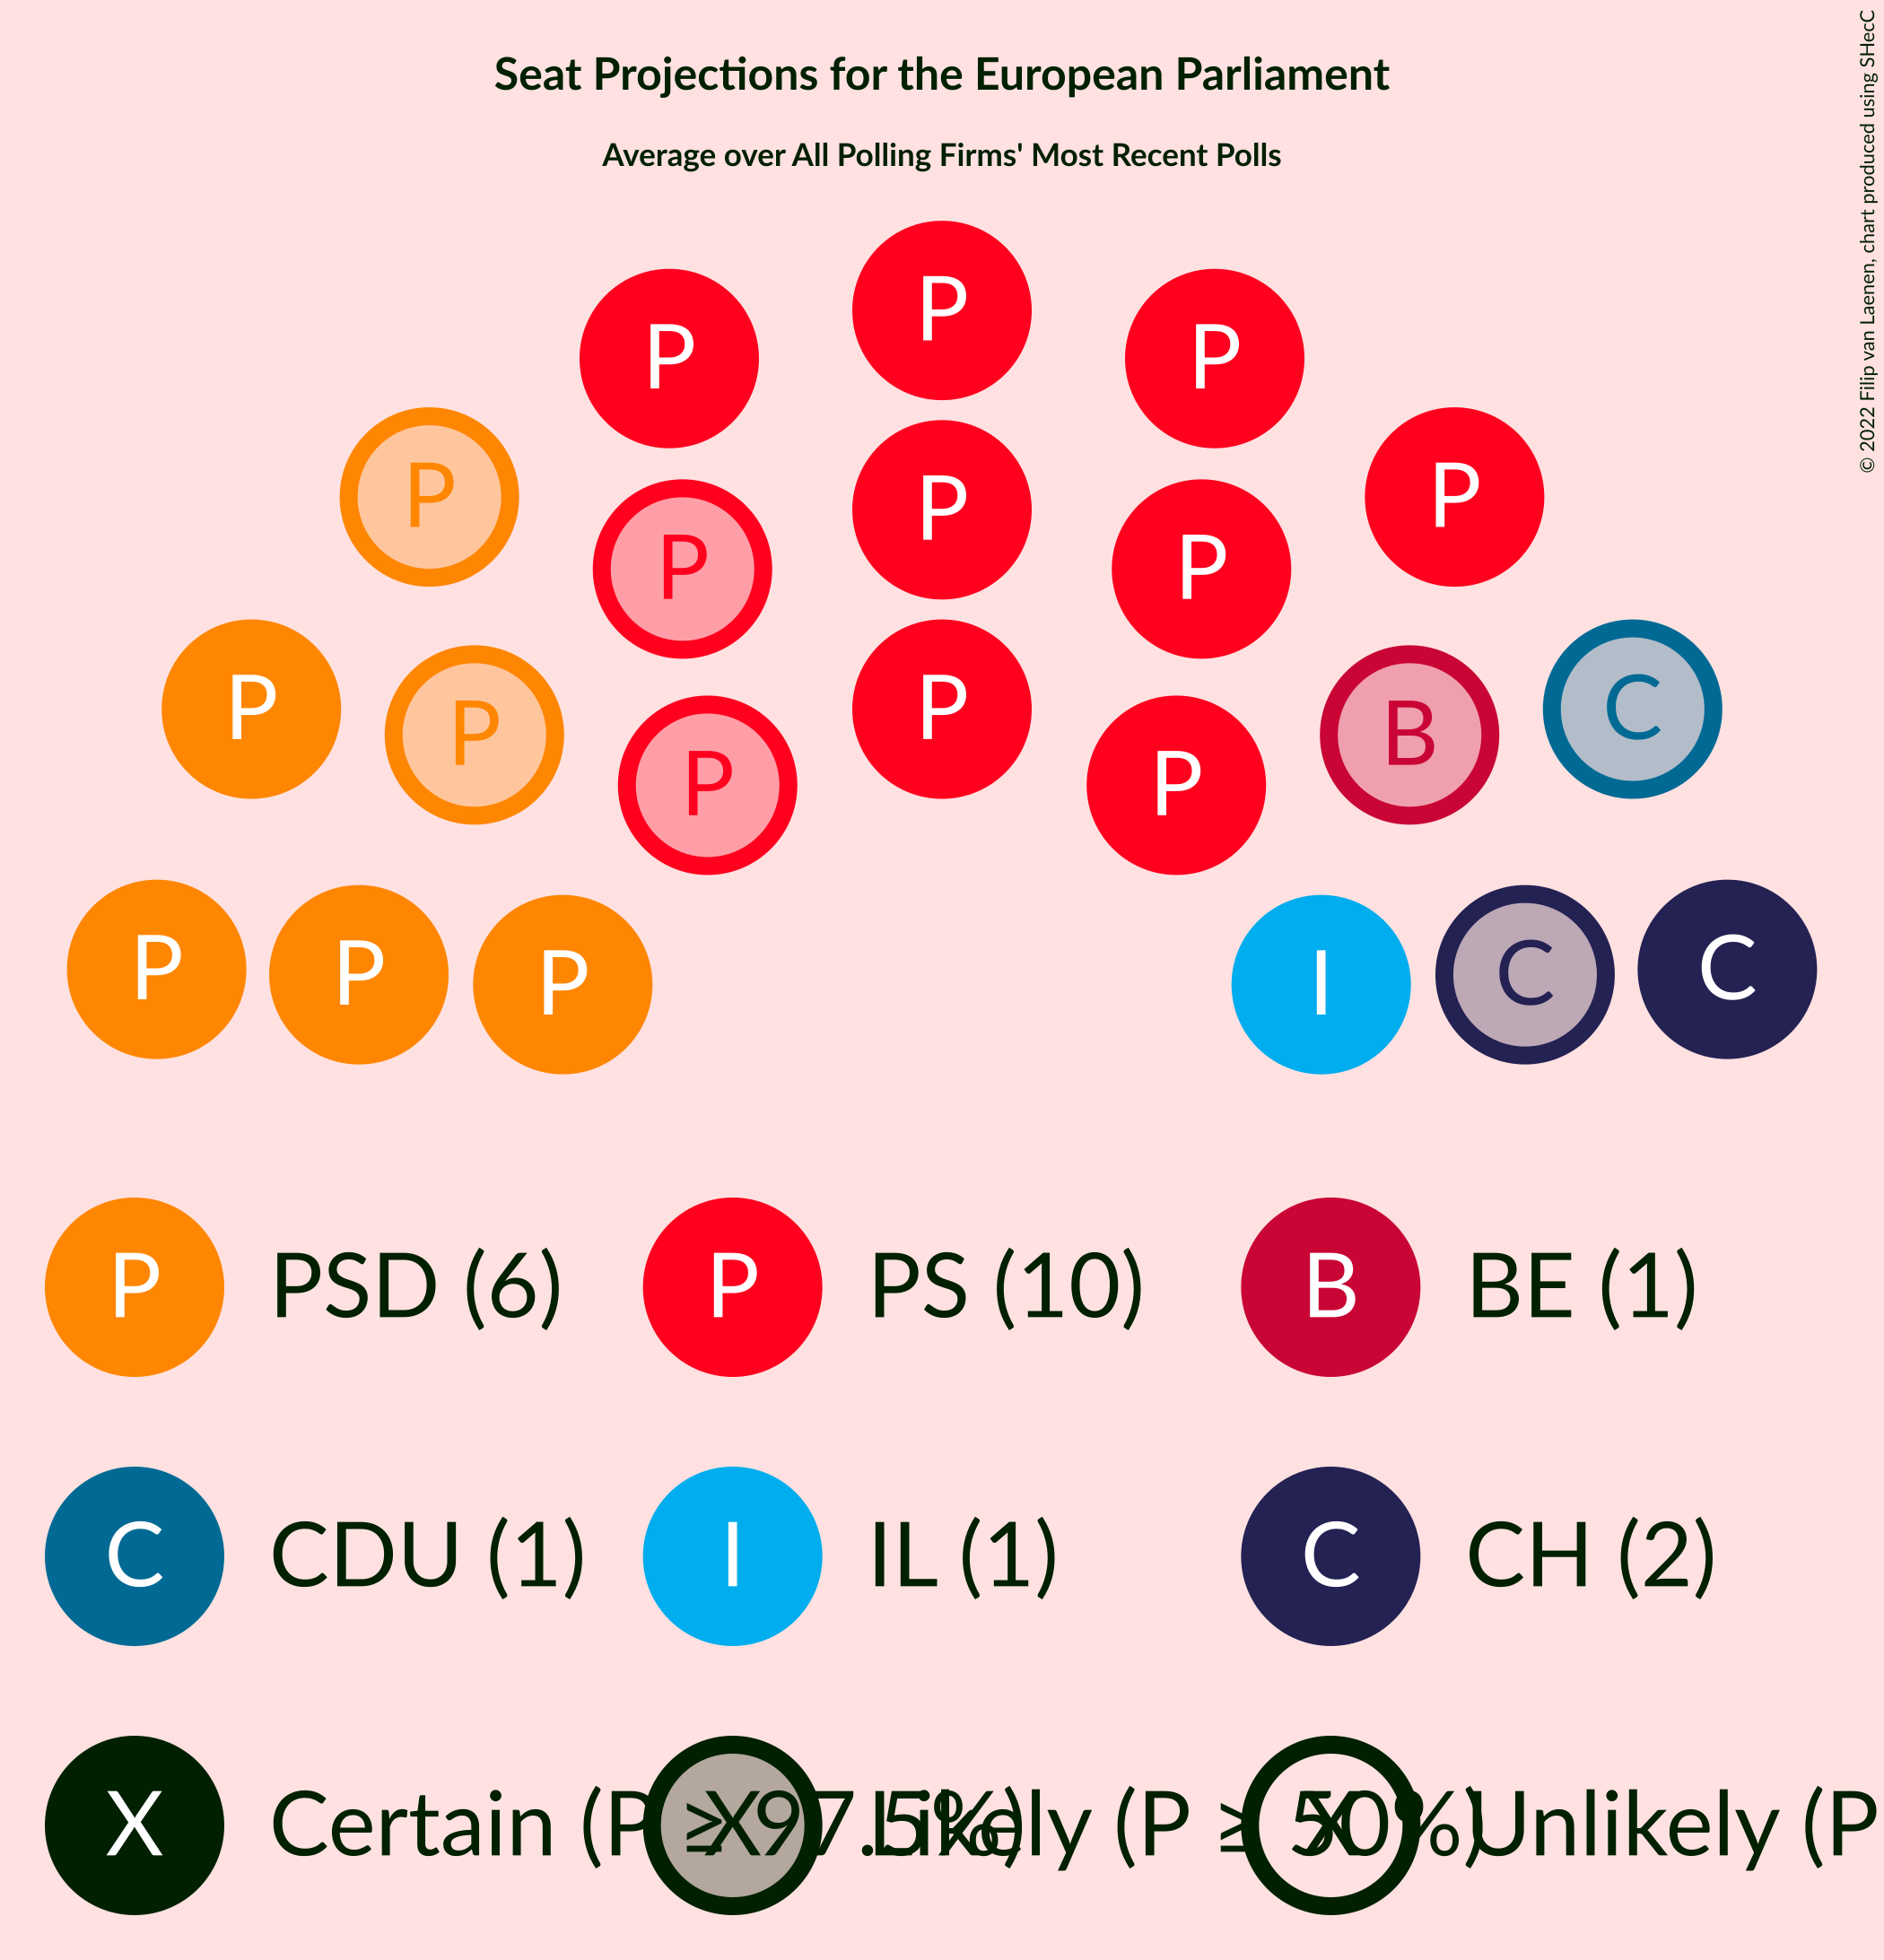 Seat Projections for the European Parliament
Average over All Polling Firms' Most Recent Polls
© 2022 Filip van Laenen, chart produced using SHecC
P
P P
P P
P
P P
P P
P C
P B
P P
P P P I C C
P PSD (6) P PS (10) B BE (1)
C CDU (1) I IL (1) C CH (2)
X Certain (P ≥ 97.5%) X Likely (P ≥ 50%) X Unlikely (P